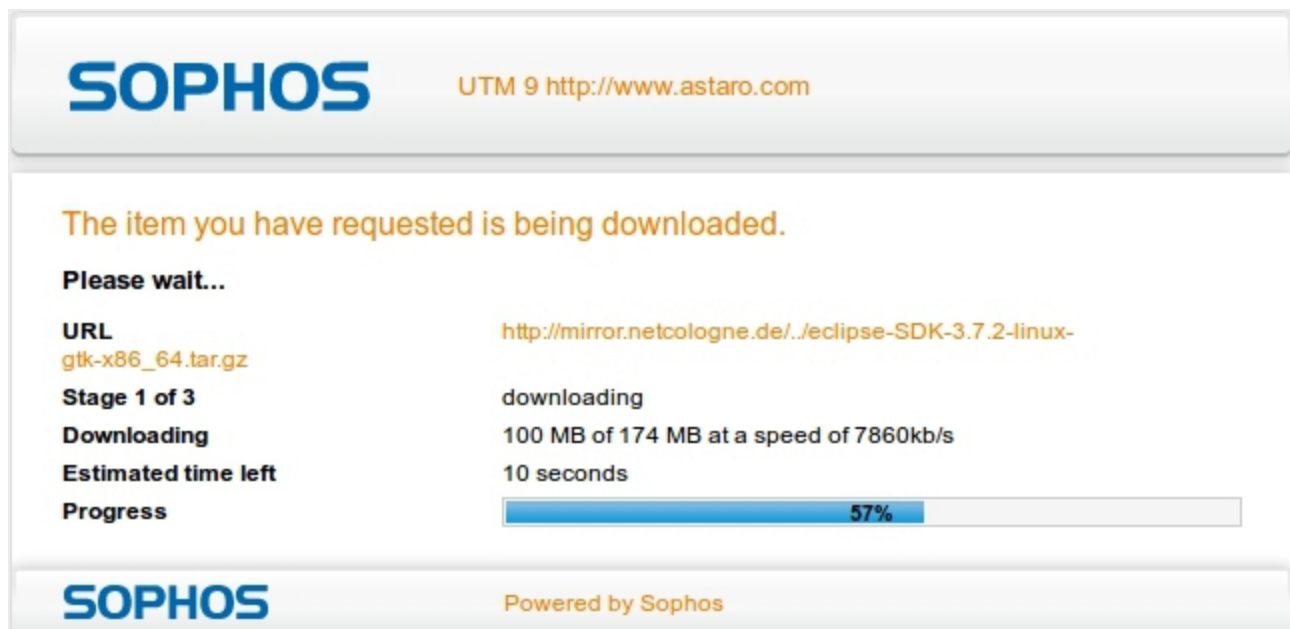 SOPHOS UTM 9 http://www.astaro.com
The item you have requested is being downloaded.
Please wait...
URL http://mirror.netcologne.de/../eclipse-SDK-3.7.2-linux-
gtk-x86_64.tar.gz
Stage 1 of 3 downloading
Downloading 100 MB of 174 MB at a speed of 7860kb/s
Estimated time left 10 seconds
Progress 57%
SOPHOS Powered by Sophos